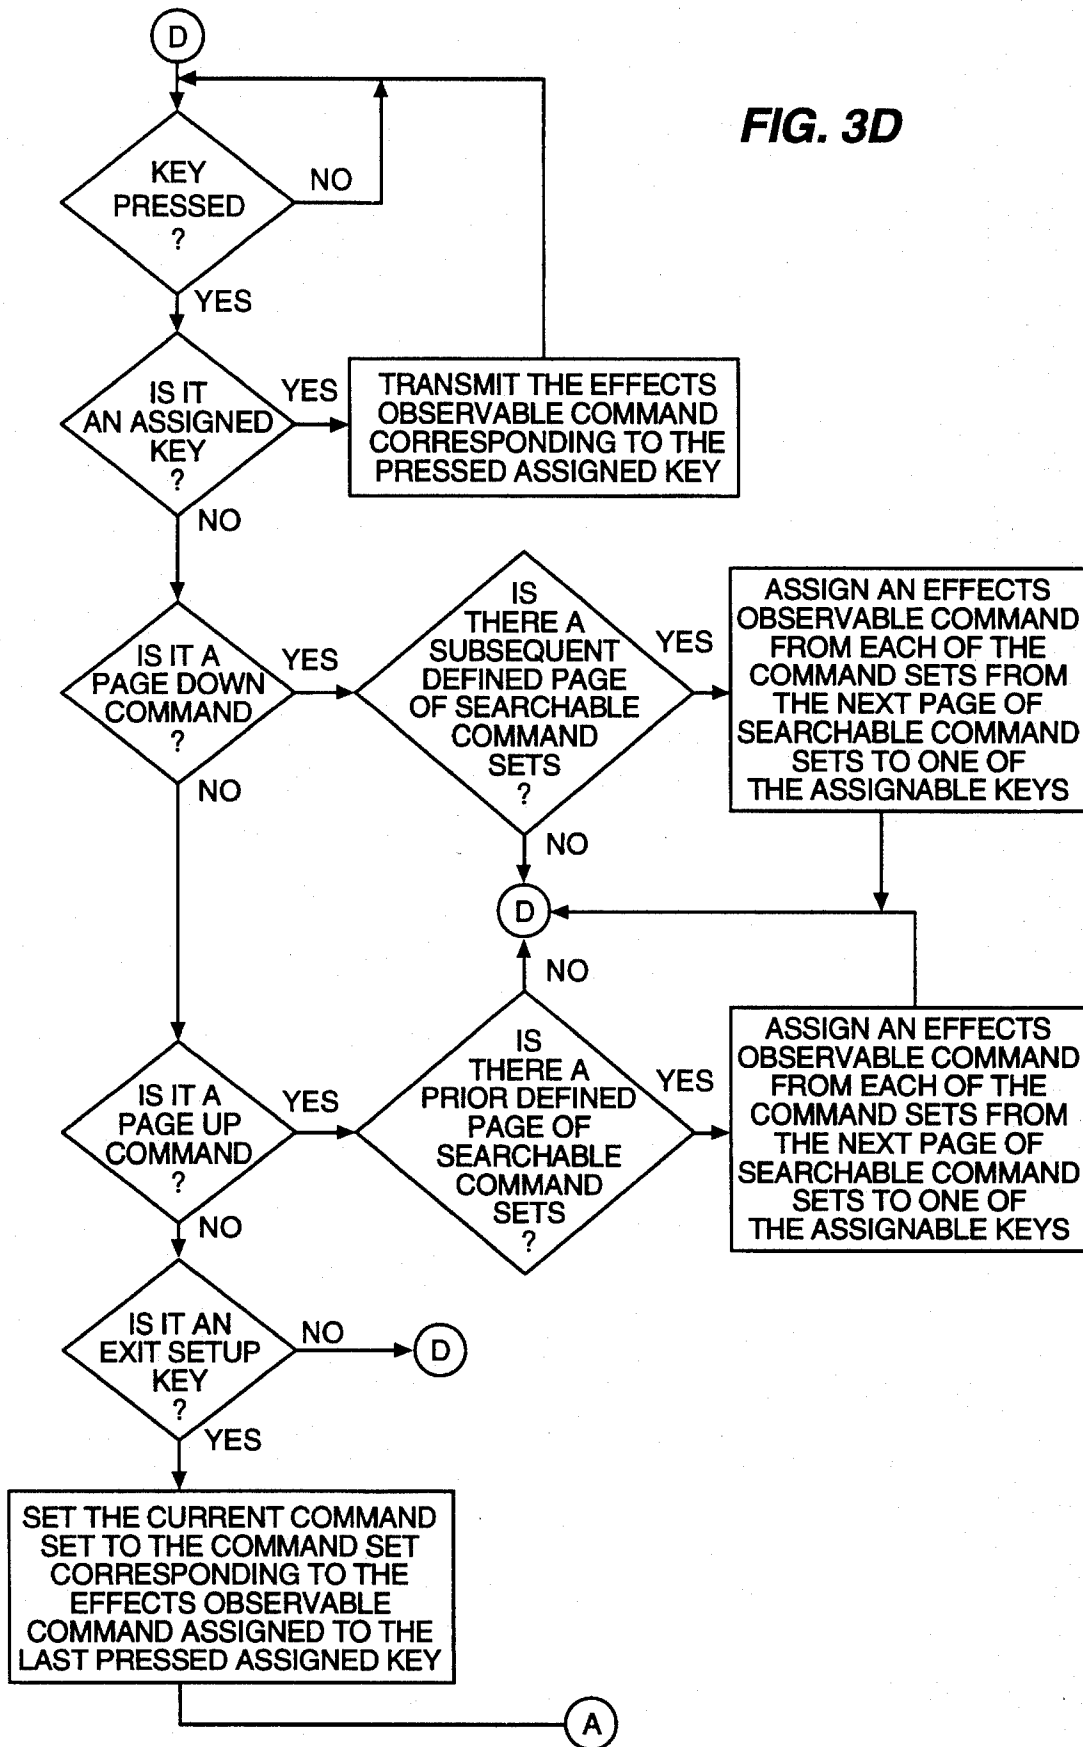 D
FIG. 3D
KEY
PRESSED
?
NO
YES
IS IT
AN ASSIGNED
KEY
?
YES
TRANSMIT THE EFFECTS
OBSERVABLE COMMAND
CORRESPONDING TO THE
PRESSED ASSIGNED KEY
NO
IS IT A
PAGE DOWN
COMMAND
?
YES
IS
THERE A
SUBSEQUENT
DEFINED PAGE
OF SEARCHABLE
COMMAND
SETS
?
YES
ASSIGN AN EFFECTS
OBSERVABLE COMMAND
FROM EACH OF THE
COMMAND SETS FROM
THE NEXT PAGE OF
SEARCHABLE COMMAND
SETS TO ONE OF
THE ASSIGNABLE KEYS
NO
NO
D
NO
IS IT A
PAGE UP
COMMAND
?
YES
IS
THERE A
PRIOR DEFINED
PAGE OF
SEARCHABLE
COMMAND
SETS
?
YES
ASSIGN AN EFFECTS
OBSERVABLE COMMAND
FROM EACH OF THE
COMMAND SETS FROM
THE NEXT PAGE OF
SEARCHABLE COMMAND
SETS TO ONE OF
THE ASSIGNABLE KEYS
NO
IS IT AN
EXIT SETUP
KEY
?
NO
D
YES
SET THE CURRENT COMMAND
SET TO THE COMMAND SET
CORRESPONDING TO THE
EFFECTS OBSERVABLE
COMMAND ASSIGNED TO THE
LAST PRESSED ASSIGNED KEY
A